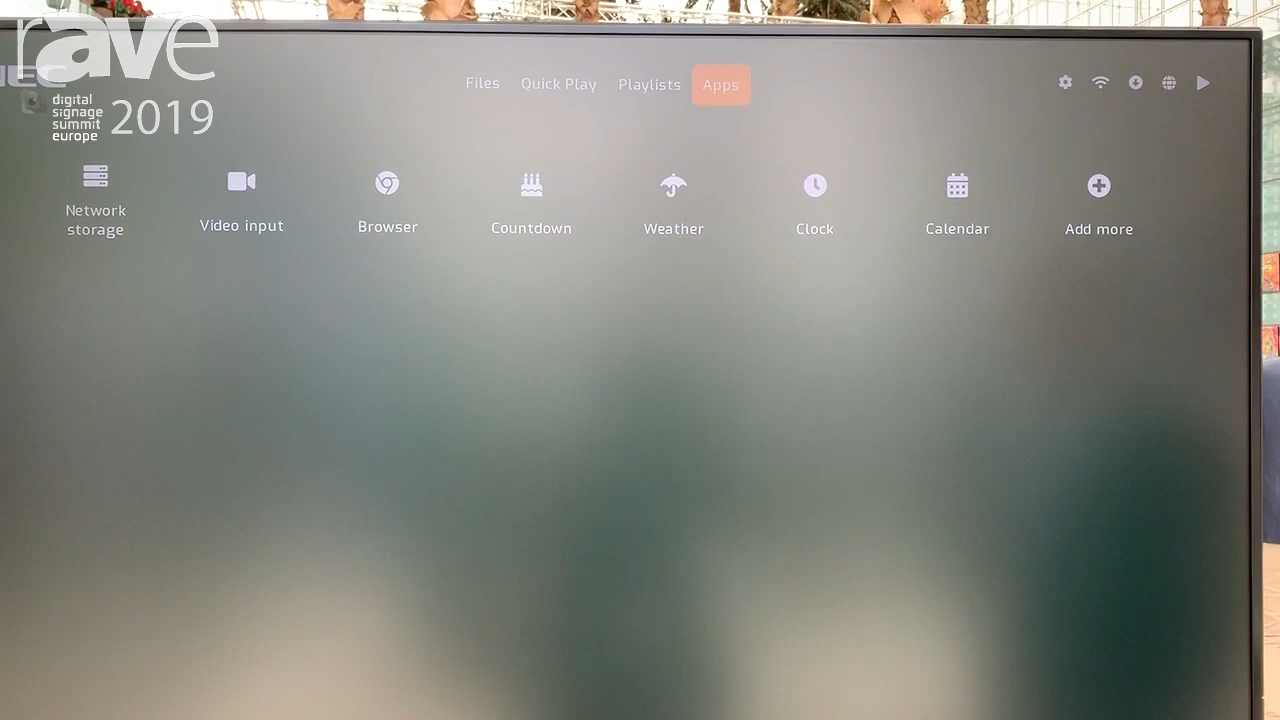 rave
digital
signage
summit
europe
2019
NEC
Files Quick Play Playlists Apps
Network
storage
Video input
Browser
Countdown
Weather
Clock
Calendar
Add more